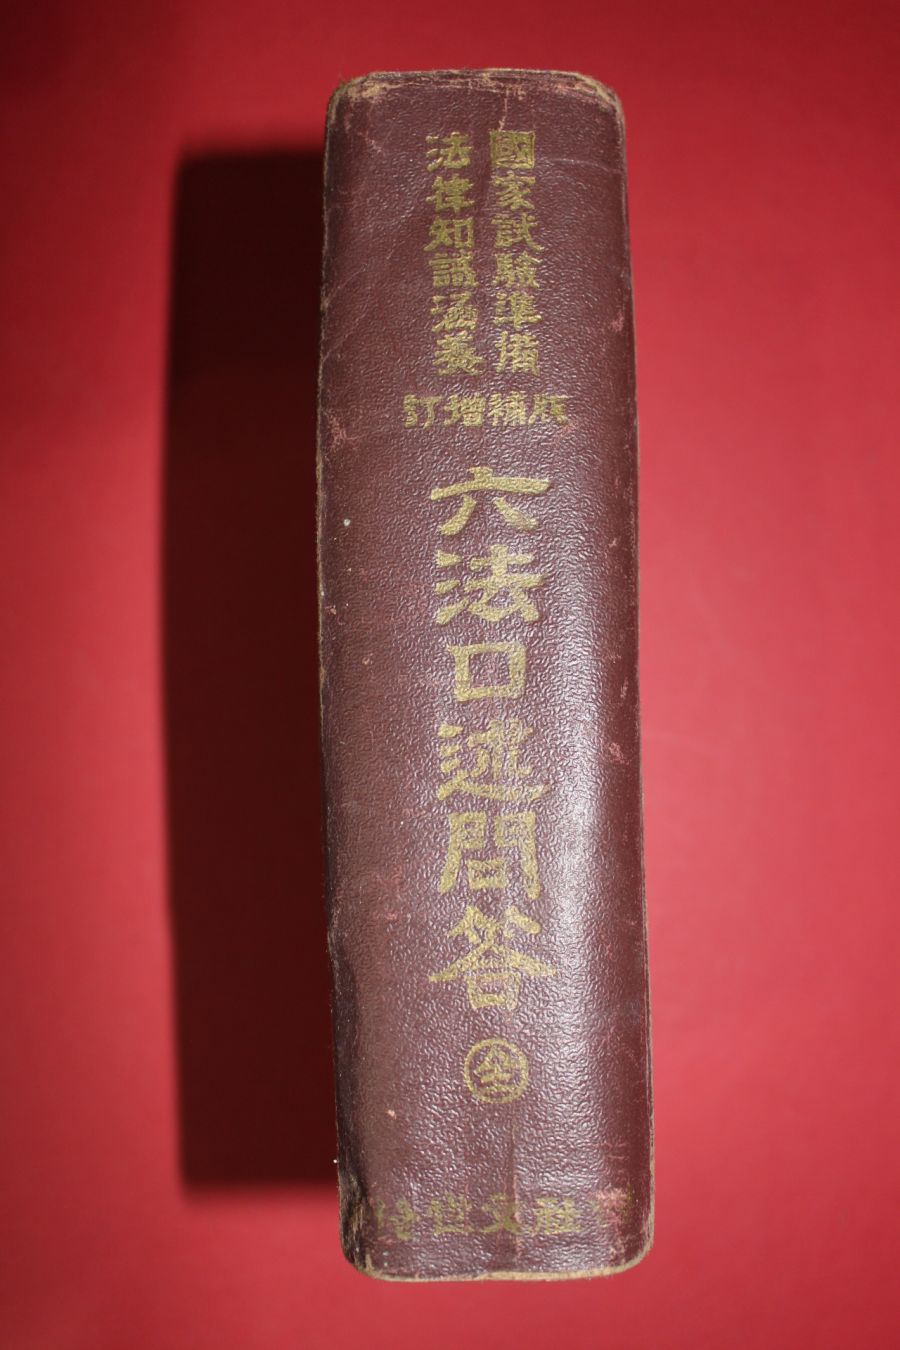 國家試驗準備
法律知識涵養
訂增補版
六法口述問答
全